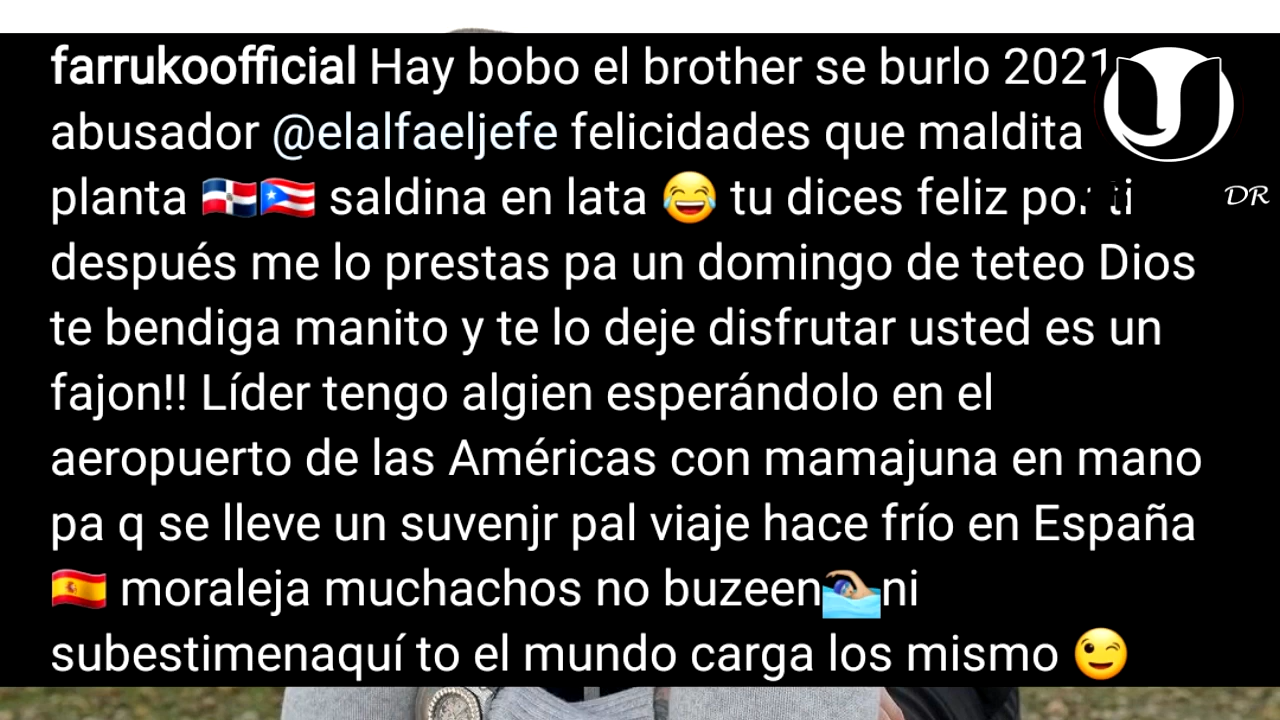 farrukoofficial Hay bobo el brother se burlo 2021
abusador @elalfaeljefe felicidades que maldita
planta 🇩🇴🇵🇷 saldina en lata 😂 tu dices feliz por ti
DR
después me lo prestas pa un domingo de teteo Dios
te bendiga manito y te lo deje disfrutar usted es un
fajon!! Líder tengo algien esperándolo en el
aeropuerto de las Américas con mamajuna en mano
pa q se lleve un suvenjr pal viaje hace frío en España
🇪🇸 moraleja muchachos no buzeen🏊🏼ni
subestimenaquí to el mundo carga los mismo 😉